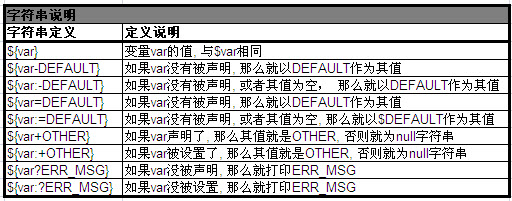 字符串说明
字符串定义 定义说明
${var} 变量var的值, 与$var相同
${var-DEFAULT} 如果var没有被声明, 那么就以DEFAULT作为其值
${var:-DEFAULT} 如果var没有被声明, 或者其值为空， 那么就以DEFAULT作为其值
${var=DEFAULT} 如果var没有被声明, 那么就以DEFAULT作为其值
${var:=DEFAULT} 如果var没有被声明, 或者其值为空, 那么就以$DEFAULT作为其值
${var+OTHER} 如果var声明了, 那么其值就是OTHER, 否则就为null字符串
${var:+OTHER} 如果var被设置了, 那么其值就是OTHER, 否则就为null字符串
${var?ERR_MSG} 如果var没被声明, 那么就打印ERR_MSG
${var:?ERR_MSG} 如果var没被设置, 那么就打印ERR_MSG